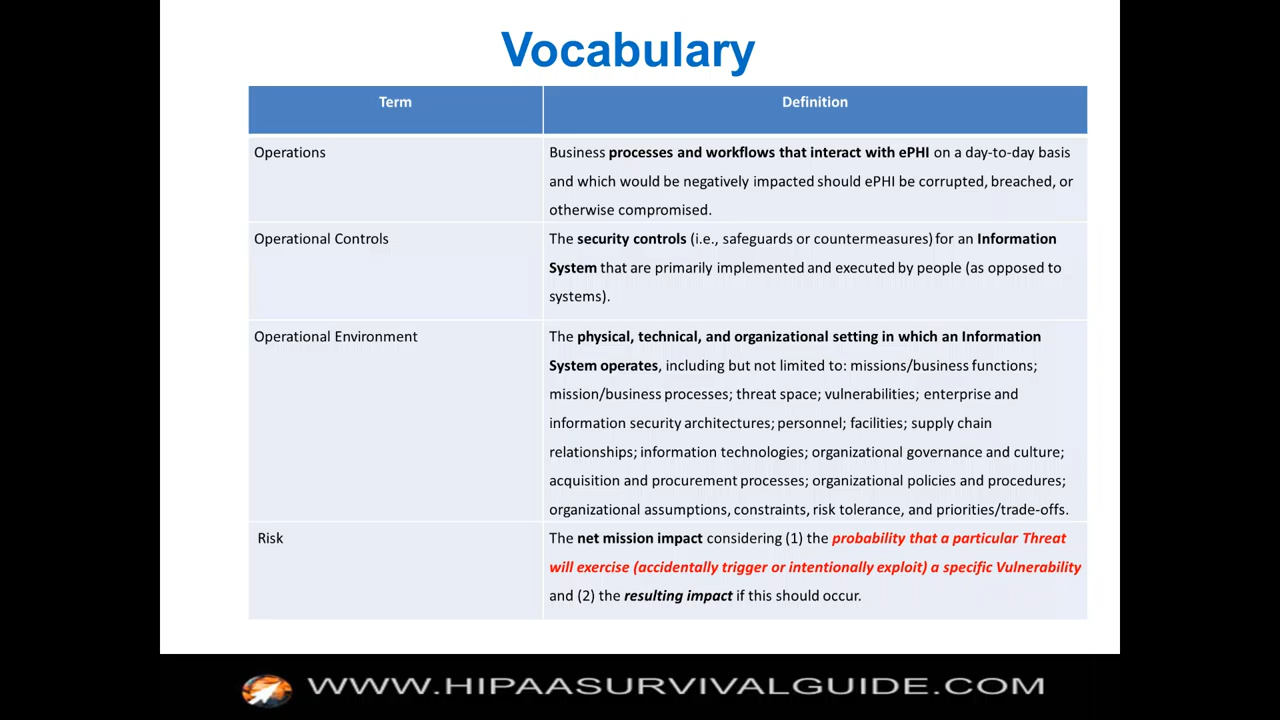 Vocabulary
Term
Definition
Operations
Business processes and workflows that interact with ePHI on a day-to-day basis
and which would be negatively impacted should ePHI be corrupted, breached, or
otherwise compromised.
Operational Controls
The security controls (i.e., safeguards or countermeasures) for an Information
System that are primarily implemented and executed by people (as opposed to
systems).
Operational Environment
The physical, technical, and organizational setting in which an Information
System operates, including but not limited to: missions/business functions;
mission/business processes; threat space; vulnerabilities; enterprise and
information security architectures; personnel; facilities; supply chain
relationships; information technologies; organizational governance and culture;
acquisition and procurement processes; organizational policies and procedures;
organizational assumptions, constraints, risk tolerance, and priorities/trade-offs.
Risk
The net mission impact considering (1) the probability that a particular Threat
will exercise (accidentally trigger or intentionally exploit) a specific Vulnerability
and (2) the resulting impact if this should occur.
WWW.HIPAASURVIVALGUIDE.COM